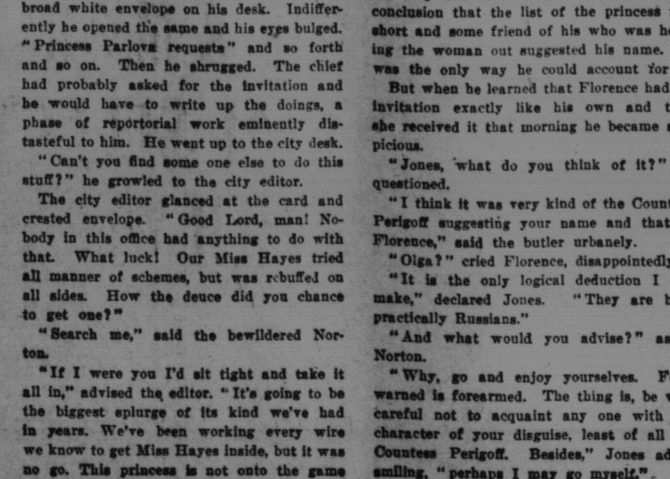 broad white envelope on his desk. Indiffer-
ently he opened the same and his eyes bulged.
"Princess Parlova requests" and so forth
and so on. Then he shrugged. The chief
had probably asked for the invitation and
he would have to write up the doings, a
phase of reportorial work eminently dis-
tasteful to him. He went up to the city desk.
"Can't you find some one else to do this
stuff?" he growled to the city editor.
The city editor glanced at the card and
crested envelope. "Good Lord, man! No-
body in this office had anything to do with
that. What luck! Our Miss Hayes tried
all manner of schemes, but was rebuffed on
all sides. How the deuce did you chance
to get one?"
"Search me," said the bewildered Nor-
ton.
"If I were you I'd sit tight and take it
all in," advised the editor. "It's going to be
the biggest splurge of its kind we've had
in years. We've been working every wire
we know to get Miss Hayes inside, but it was
no go. This princess is not onto the game
conclusion that the list of the princess
short and some friend of his who was
ing the woman out suggested his name.
was the only way he could account for
But when he learned that Florence had
invitation exactly like his own and
she received it that morning he became
picious.
"Jones, what do you think of it?"
questioned.
"I think it was very kind of the
Perigoff suggesting your name and that
Florence," said the butler urbanely.
"Olga?" cried Florence, disappointedly
"It is the only logical deduction I
make," declared Jones. "They are
practically Russians."
"And what would you advise?"
Norton.
"Why, go and enjoy yourselves.
warned is forearmed. The thing is, be
careful not to acquaint any one with
character of your disguise, least of all
Countess Perigoff. Besides," Jones
smiling, "perhaps I may go myself."